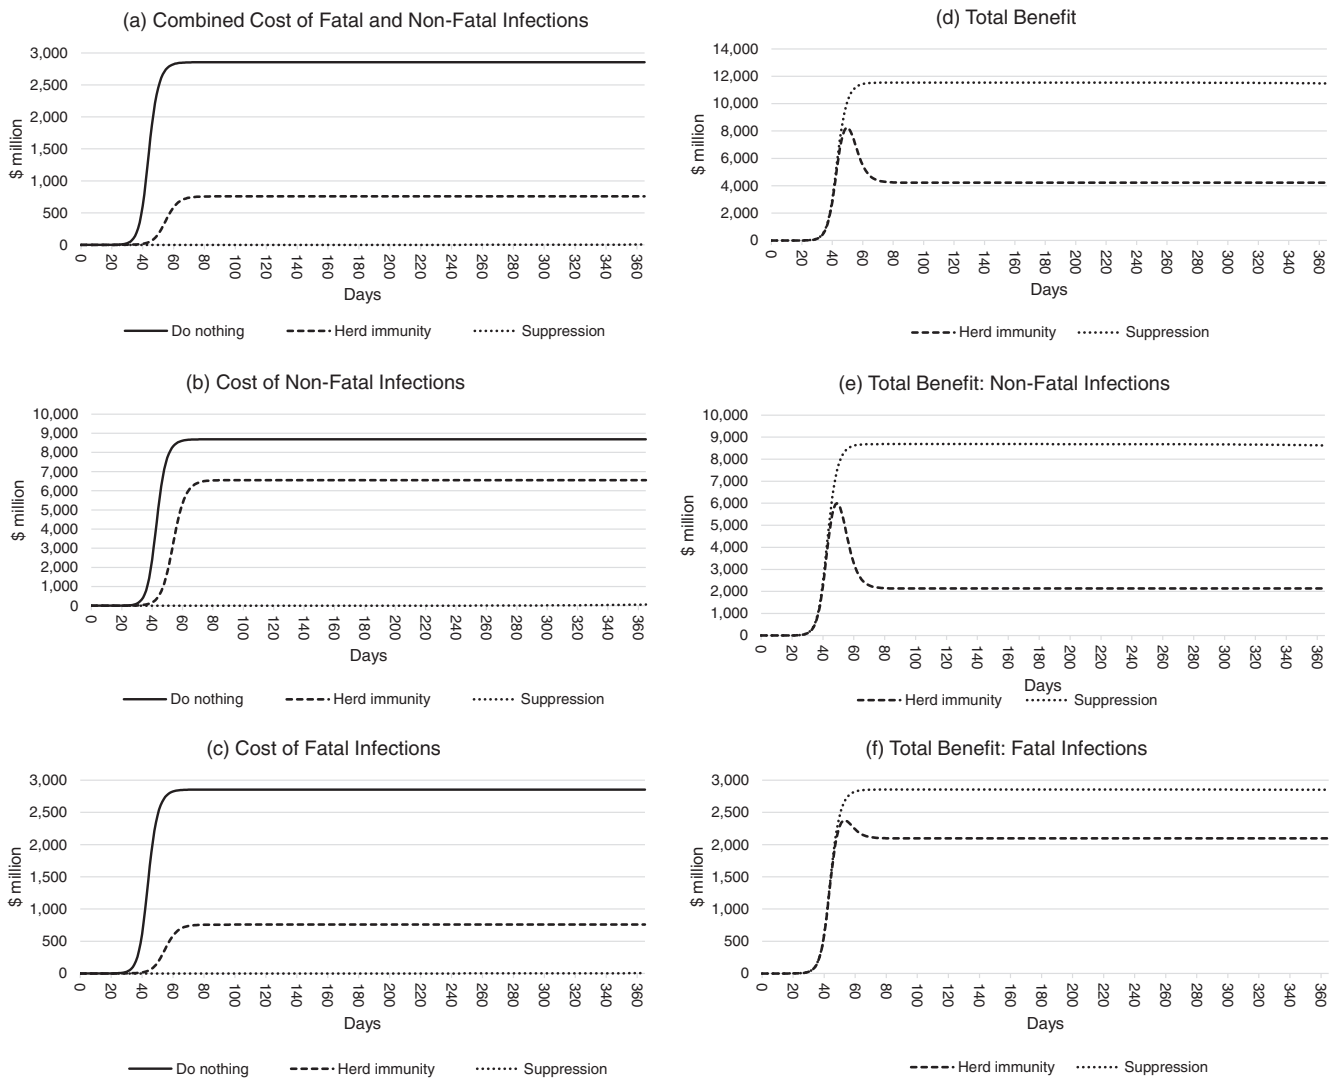 (a) Combined Cost of Fatal and Non-Fatal Infections
3,000
2,500
2,000
1,500
1,000
500
0
$ million
0 20 40 60 80 100 120 140 160 180 200 220 240 260 280 300 320 340 360
Days
Do nothing Herd immunity Suppression
(d) Total Benefit
14,000
12,000
10,000
8,000
6,000
4,000
2,000
0
$ million
0 20 40 60 80 100 120 140 160 180 200 220 240 260 280 300 320 340 360
Days
Herd immunity Suppression
(b) Cost of Non-Fatal Infections
10,000
9,000
8,000
7,000
6,000
5,000
4,000
3,000
2,000
1,000
0
$ million
0 20 40 60 80 100 120 140 160 180 200 220 240 260 280 300 320 340 360
Days
Do nothing Herd immunity Suppression
(e) Total Benefit: Non-Fatal Infections
10,000
9,000
8,000
7,000
6,000
5,000
4,000
3,000
2,000
1,000
0
$ million
0 20 40 60 80 100 120 140 160 180 200 220 240 260 280 300 320 340 360
Days
Herd immunity Suppression
(c) Cost of Fatal Infections
3,000
2,500
2,000
1,500
1,000
500
0
$ million
0 20 40 60 80 100 120 140 160 180 200 220 240 260 280 300 320 340 360
Days
Do nothing Herd immunity Suppression
(f) Total Benefit: Fatal Infections
3,000
2,500
2,000
1,500
1,000
500
0
$ million
0 20 40 60 80 100 120 140 160 180 200 220 240 260 280 300 320 340 360
Days
Herd immunity Suppression